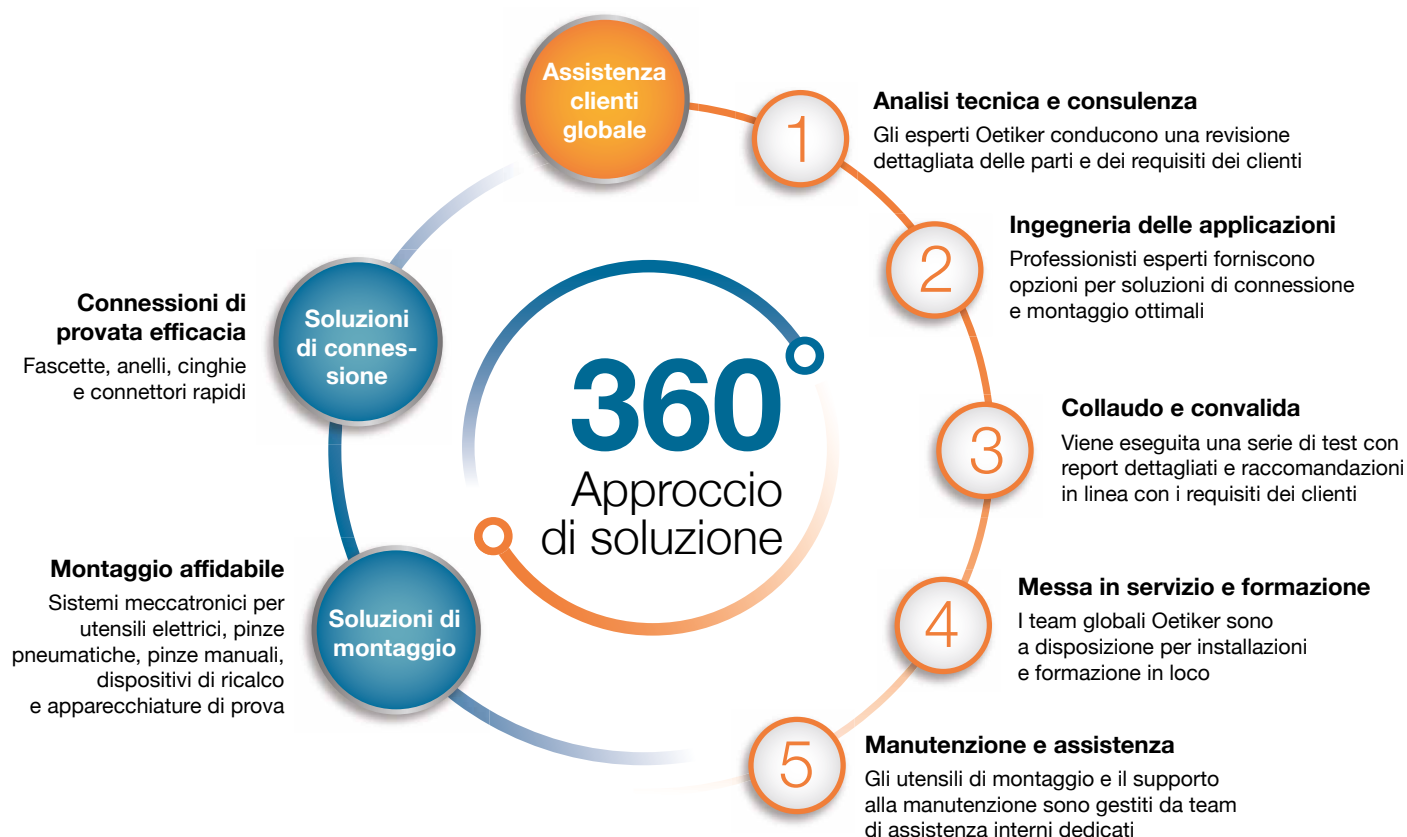 Assistenza
clienti
globale
1
Analisi tecnica e consulenza
Gli esperti Oetiker conducono una revisione
dettagliata delle parti e dei requisiti dei clienti
2
Ingegneria delle applicazioni
Professionisti esperti forniscono
opzioni per soluzioni di connessione
e montaggio ottimali
3
Collaudo e convalida
Viene eseguita una serie di test con
report dettagliati e raccomandazioni
in linea con i requisiti dei clienti
4
Messa in servizio e formazione
I team globali Oetiker sono
a disposizione per installazioni
e formazione in loco
5
Manutenzione e assistenza
Gli utensili di montaggio e il supporto
alla manutenzione sono gestiti da team
di assistenza interni dedicati
Soluzioni
di connes-
sione
Connessioni di
provata efficacia
Fascette, anelli, cinghie
e connettori rapidi
Soluzioni di
montaggio
Montaggio affidabile
Sistemi meccatronici per
utensili elettrici, pinze
pneumatiche, pinze manuali,
dispositivi di ricalco
e apparecchiature di prova
360
Approccio
di soluzione